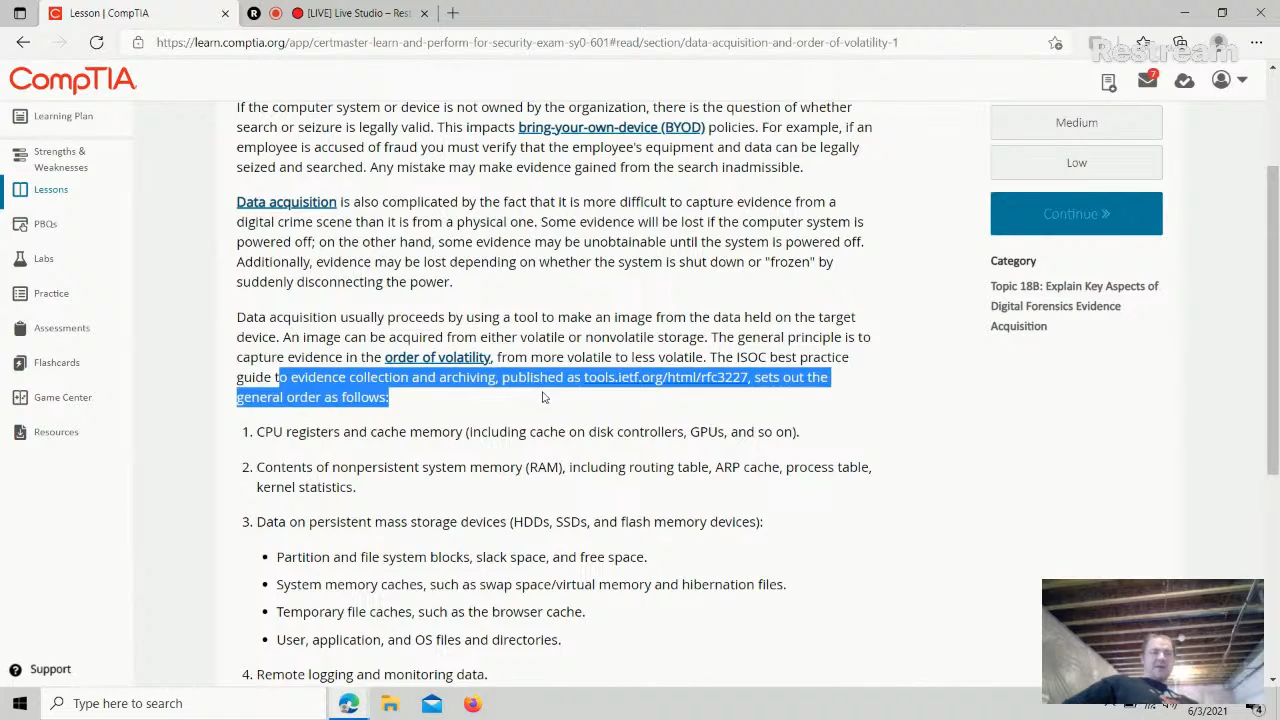 Lesson | CompTIA
[LIVE] Live Studio – Rest
https://learn.comptia.org/app/certmaster-learn-and-perform-for-security-exam-sy0-601#read/section/data-acquisition-and-order-of-volatility-1
Restream
CompTIA
7
Learning Plan
Strengths &
Weaknesses
Lessons
PBQs
Labs
Practice
Assessments
Flashcards
Game Center
Resources
Support
If the computer system or device is not owned by the organization, there is the question of whether
search or seizure is legally valid. This impacts bring-your-own-device (BYOD) policies. For example, if an
employee is accused of fraud you must verify that the employee's equipment and data can be legally
seized and searched. Any mistake may make evidence gained from the search inadmissible.
Data acquisition is also complicated by the fact that it is more difficult to capture evidence from a
digital crime scene than it is from a physical one. Some evidence will be lost if the computer system is
powered off; on the other hand, some evidence may be unobtainable until the system is powered off.
Additionally, evidence may be lost depending on whether the system is shut down or "frozen" by
suddenly disconnecting the power.
Data acquisition usually proceeds by using a tool to make an image from the data held on the target
device. An image can be acquired from either volatile or nonvolatile storage. The general principle is to
capture evidence in the order of volatility, from more volatile to less volatile. The ISOC best practice
guide to evidence collection and archiving, published as tools.ietf.org/html/rfc3227, sets out the
general order as follows:
1. CPU registers and cache memory (including cache on disk controllers, GPUs, and so on).
2. Contents of nonpersistent system memory (RAM), including routing table, ARP cache, process table,
kernel statistics.
3. Data on persistent mass storage devices (HDDs, SSDs, and flash memory devices):
• Partition and file system blocks, slack space, and free space.
• System memory caches, such as swap space/virtual memory and hibernation files.
• Temporary file caches, such as the browser cache.
• User, application, and OS files and directories.
4. Remote logging and monitoring data.
Medium
Low
Continue »
Category
Topic 18B: Explain Key Aspects of
Digital Forensics Evidence
Acquisition
Type here to search
6/3/2021
4